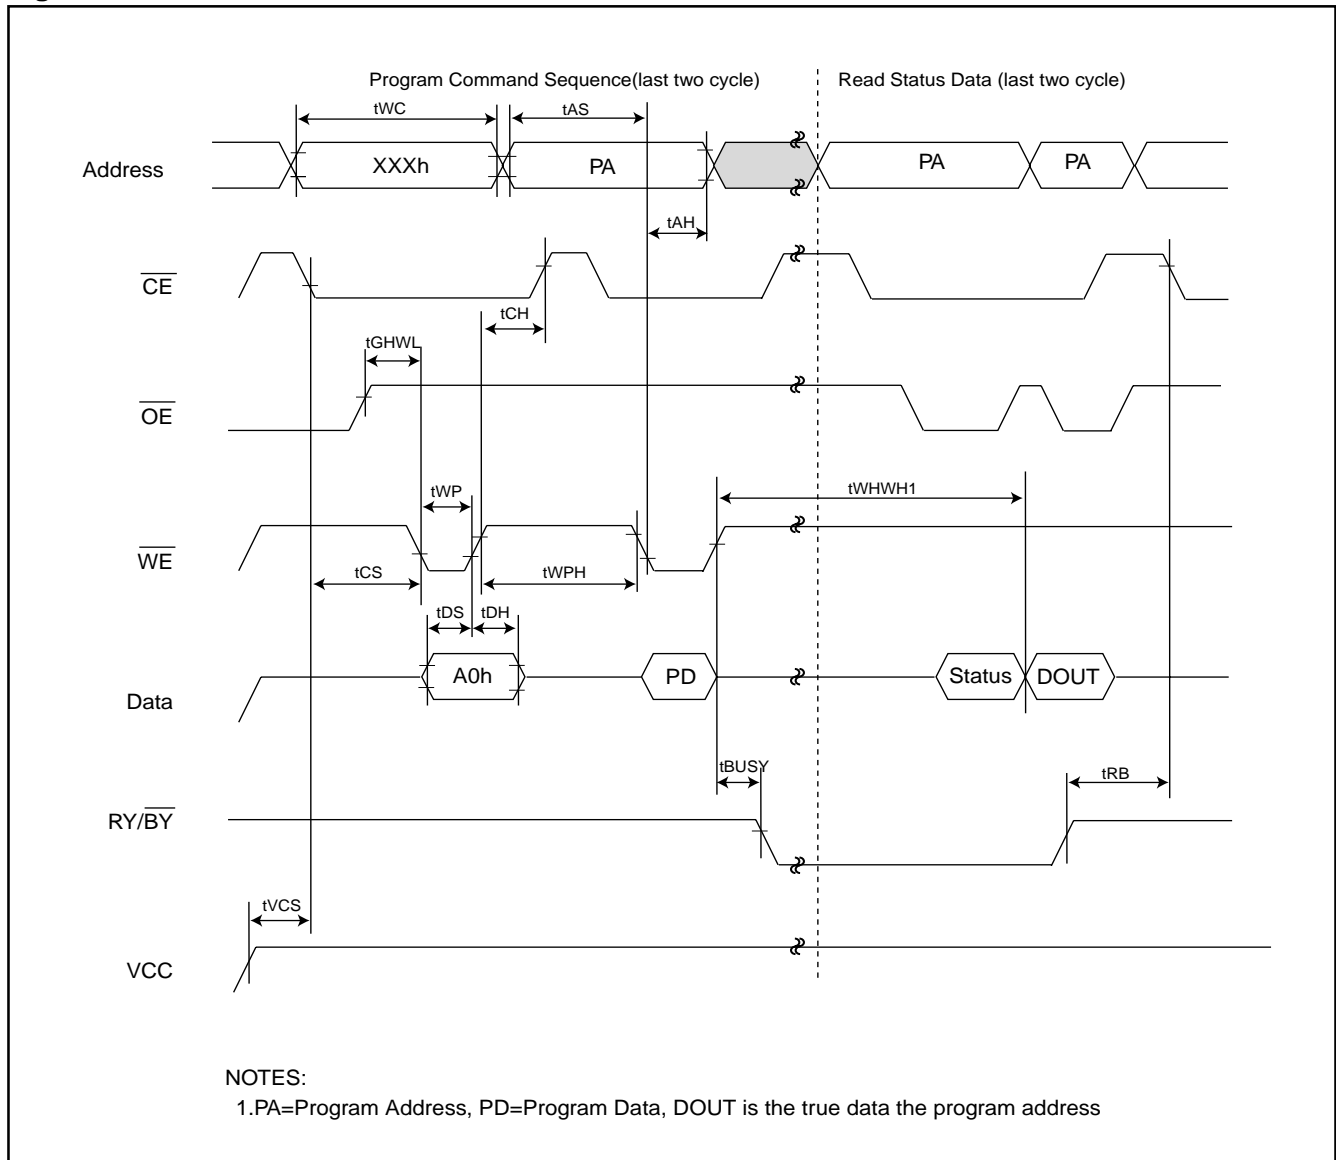 Program Command Sequence(last two cycle)
Read Status Data (last two cycle)
tWC
tAS
Address
XXXh
PA
PA
PA
tAH
CE
tCH
tGHWL
OE
tWP
tWHWH1
WE
tCS
tWPH
tDS
tDH
Data
A0h
PD
Status
DOUT
tBUSY
tRB
RY/BY
tVCS
VCC
NOTES:
1.PA=Program Address, PD=Program Data, DOUT is the true data the program address